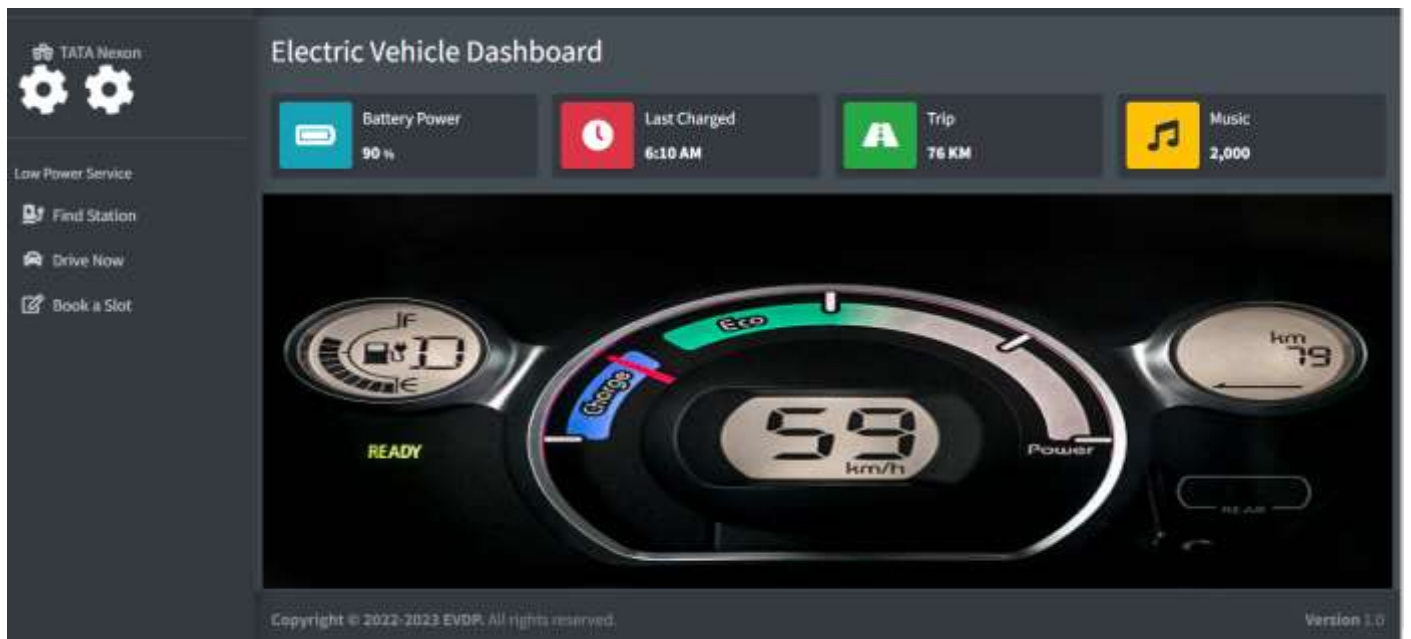 TATA Nexon
Low Power Service
Find Station
Drive Now
Book a Slot
Electric Vehicle Dashboard
Battery Power
90 %
Last Charged
6:10 AM
Trip
76 KM
Music
2,000
F
E
READY
Charge
Eco
Power
59
km/h
km
79
REAR
Copyright © 2022-2023 EVDP. All rights reserved.
Version 1.0